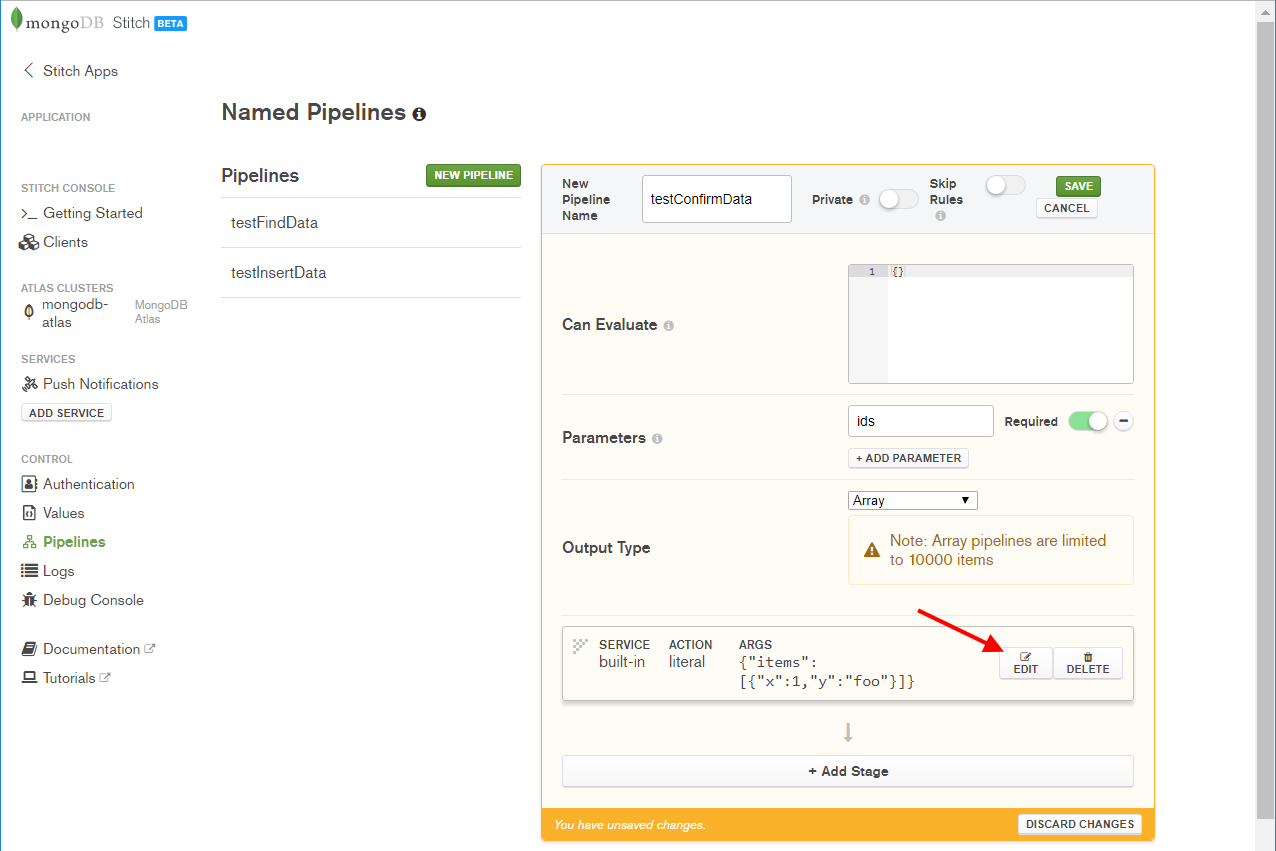 mongoDB Stitch BETA
Stitch Apps
APPLICATION
STITCH CONSOLE
>_ Getting Started
Clients
ATLAS CLUSTERS
mongodb-
atlas
MongoDB
Atlas
SERVICES
Push Notifications
ADD SERVICE
CONTROL
Authentication
Values
Pipelines
Logs
Debug Console
Documentation
Tutorials
Named Pipelines
Pipelines
NEW PIPELINE
testFindData
testInsertData
New
Pipeline
Name
testConfirmData
Private
Skip
Rules
SAVE
CANCEL
Can Evaluate
1 {}
Parameters
ids
Required
+ ADD PARAMETER
Output Type
Array
Note: Array pipelines are limited
to 10000 items
SERVICE
built-in
ACTION
literal
ARGS
{"items":
[{"x":1,"y":"foo"}]}
EDIT
DELETE
+ Add Stage
You have unsaved changes.
DISCARD CHANGES